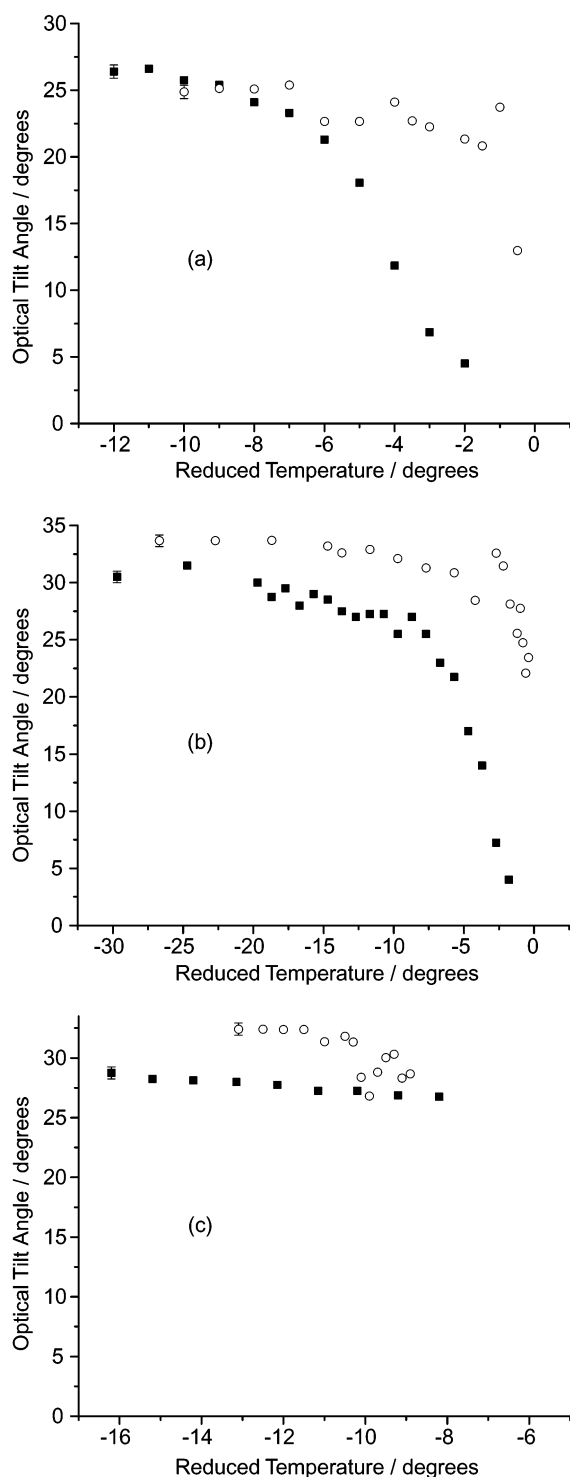 30
25
20
15
10
5
0
Optical Tilt Angle / degrees
(a)
-12 -10 -8 -6 -4 -2 0
Reduced Temperature / degrees
35
30
25
20
15
10
5
0
Optical Tilt Angle / degrees
(b)
-30 -25 -20 -15 -10 -5 0
Reduced Temperature / degrees
30
25
20
15
10
5
0
Optical Tilt Angle / degrees
(c)
-16 -14 -12 -10 -8 -6
Reduced Temperature / degrees